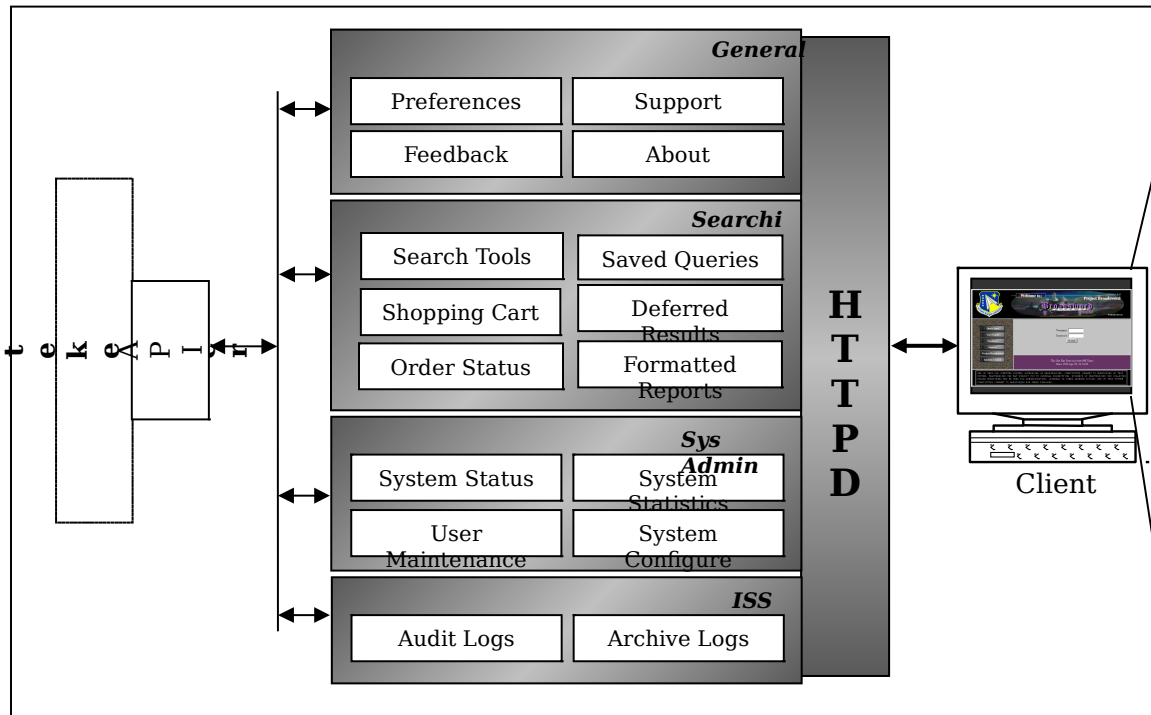 General
Preferences
Support
Feedback
About
Searchi
Search Tools
Saved Queries
Shopping Cart
Deferred
Results
Order Status
Formatted
Reports
Sys
Admin
System Status
System
Statistics
User
Maintenance
System
Configure
ISS
Audit Logs
Archive Logs
H
T
T
P
D
A P I
Client